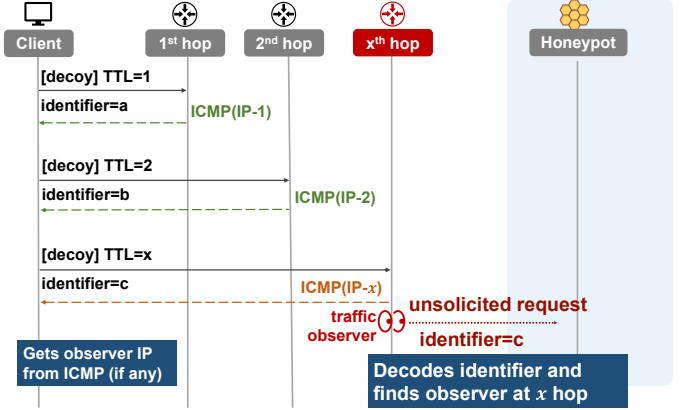 Client
1st hop
2nd hop
xth hop
Honeypot
[decoy] TTL=1
identifier=a
ICMP(IP-1)
[decoy] TTL=2
identifier=b
ICMP(IP-2)
[decoy] TTL=x
identifier=c
ICMP(IP-x)
traffic
observer
unsolicited request
identifier=c
Gets observer IP
from ICMP (if any)
Decodes identifier and
finds observer at x hop